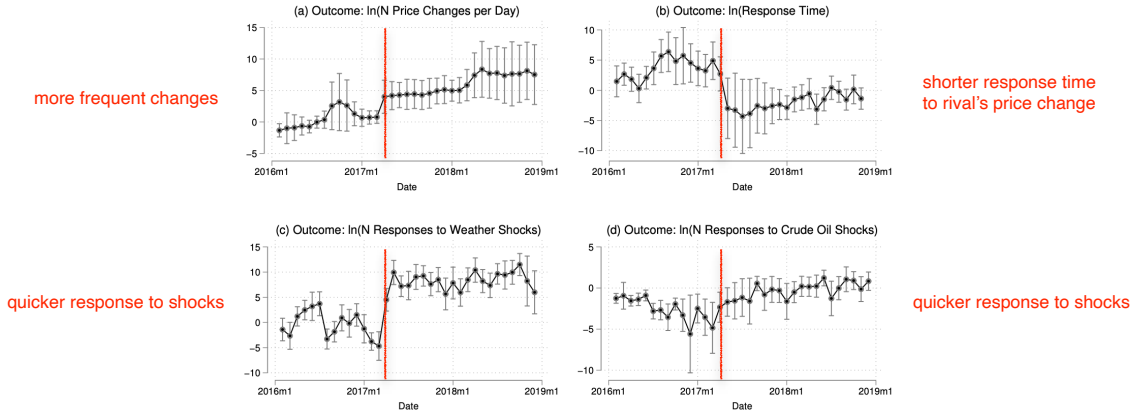 (a) Outcome: ln(N Price Changes per Day)
15
10
5
0
−5
2016m1 2017m1 2018m1 2019m1
Date
more frequent changes
(b) Outcome: ln(Response Time)
10
5
0
−5
−10
2016m1 2017m1 2018m1 2019m1
Date
shorter response time
to rival's price change
(c) Outcome: ln(N Responses to Weather Shocks)
15
10
5
0
−5
−10
2016m1 2017m1 2018m1 2019m1
Date
quicker response to shocks
(d) Outcome: ln(N Responses to Crude Oil Shocks)
5
0
−5
−10
2016m1 2017m1 2018m1 2019m1
Date
quicker response to shocks